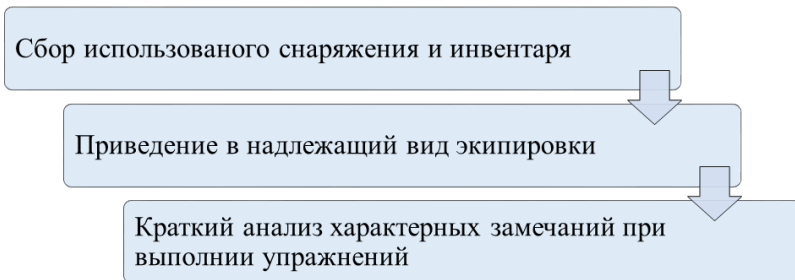 Сбор использованого снаряжения и инвентаря
Приведение в надлежащий вид экипировки
Краткий анализ характерных замечаний при
выполнии упражнений